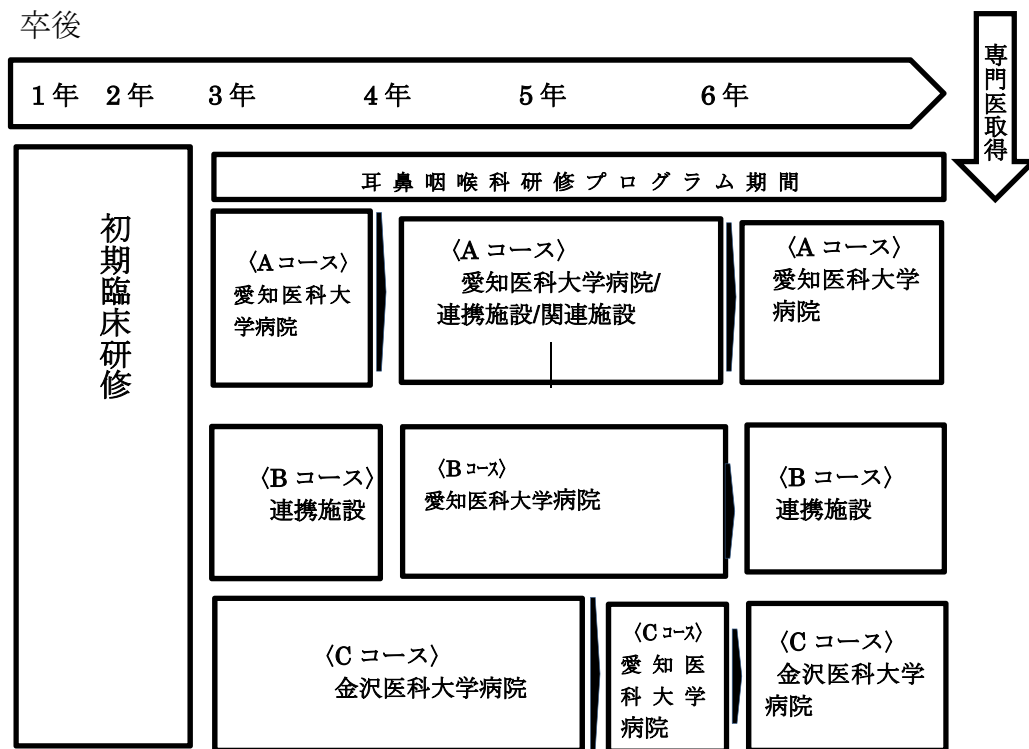 卒後
1年 2年 3年 4年 5年 6年
専門医取得
初期臨床研修
耳鼻咽喉科研修プログラム期間
〈Aコース〉
愛知医科大
学病院
〈Aコース〉
愛知医科大学病院/
連携施設/関連施設
〈Aコース〉
愛知医科大学
病院
〈Bコース〉
連携施設
〈Bコース〉
愛知医科大学病院
〈Bコース〉
連携施設
〈Cコース〉
金沢医科大学病院
〈Cコース〉
愛知医
科大学
病院
〈Cコース〉
金沢医科大学
病院